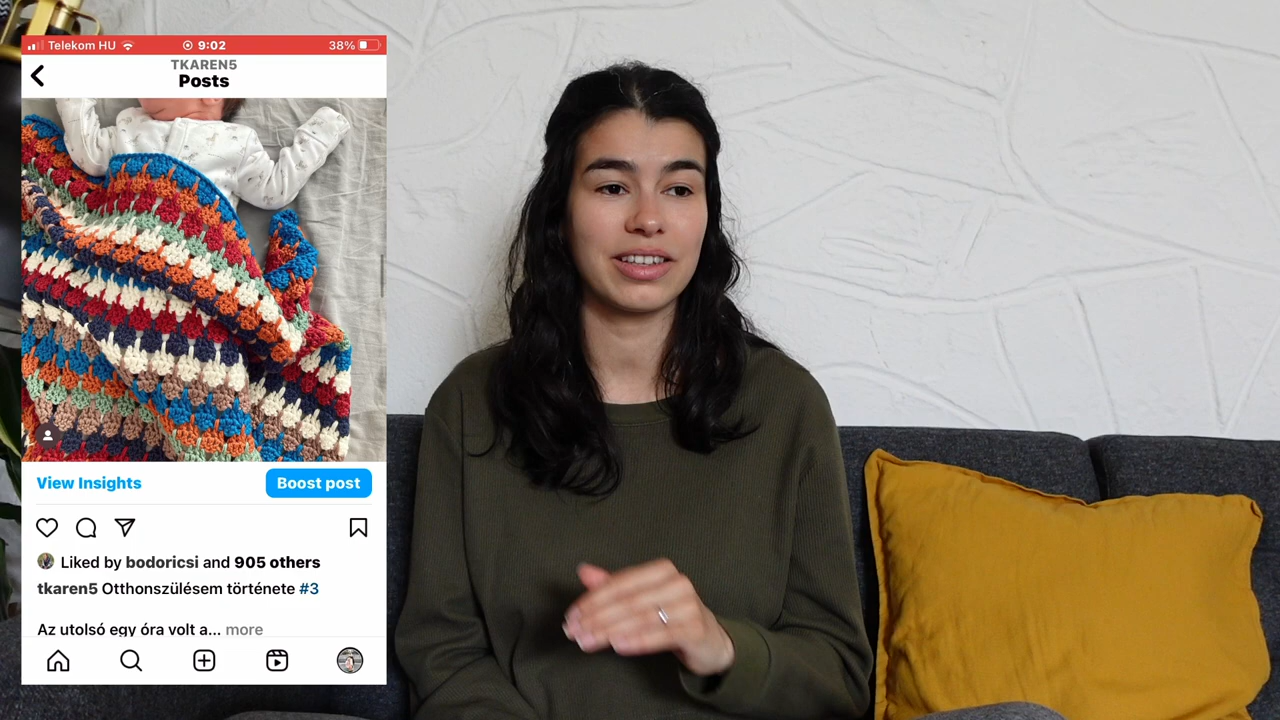 Telekom HU 9:02 38%
TKAREN5
Posts
View Insights Boost post
Liked by bodoricsi and 905 others
tkaren5 Otthonszülésem története #3
Az utolsó egy óra volt a... more